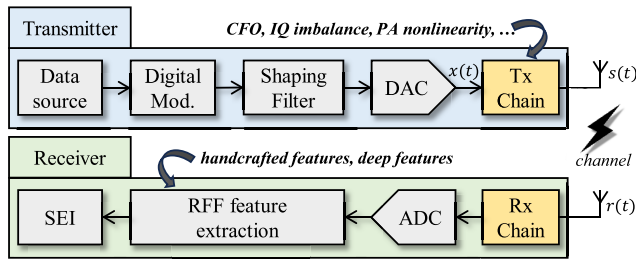 Transmitter
CFO, IQ imbalance, PA nonlinearity, ...
Data
source
Digital
Mod.
Shaping
Filter
DAC
x(t)
Tx
Chain
s(t)
channel
Receiver
handcrafted features, deep features
SEI
RFF feature
extraction
ADC
Rx
Chain
r(t)